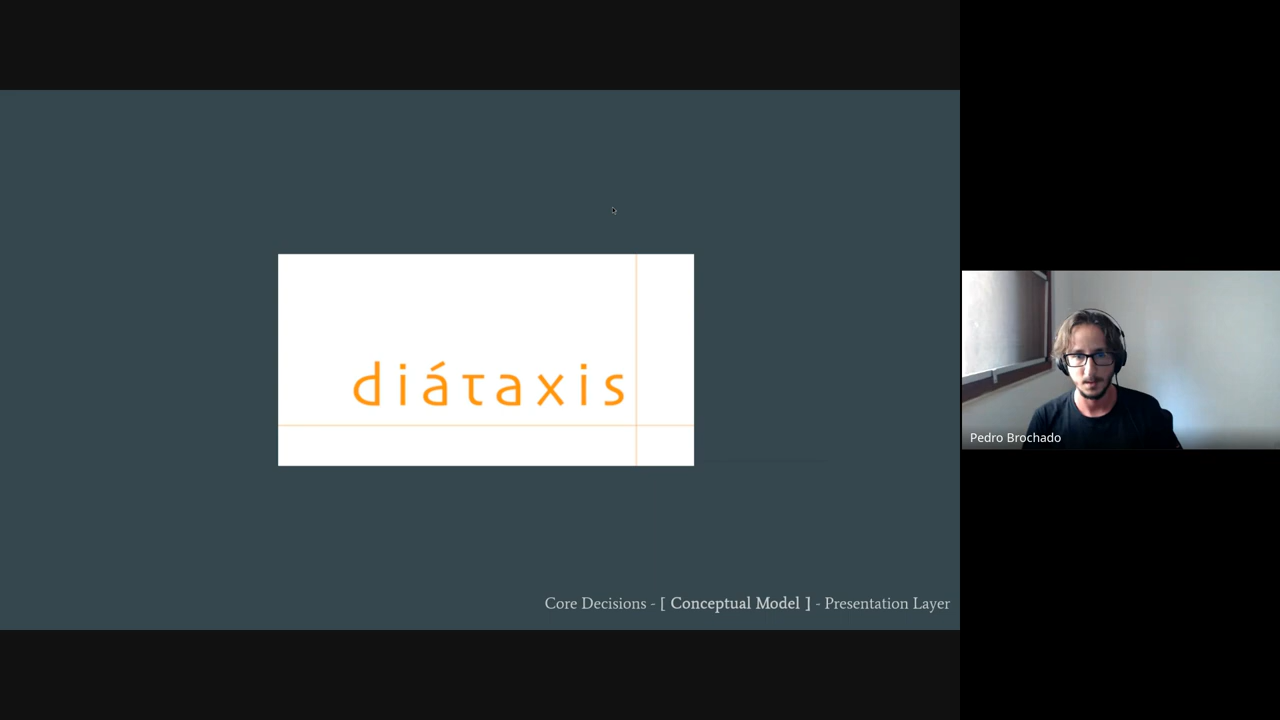 diátaxis
Core Decisions - [ Conceptual Model ] - Presentation Layer
Pedro Brochado